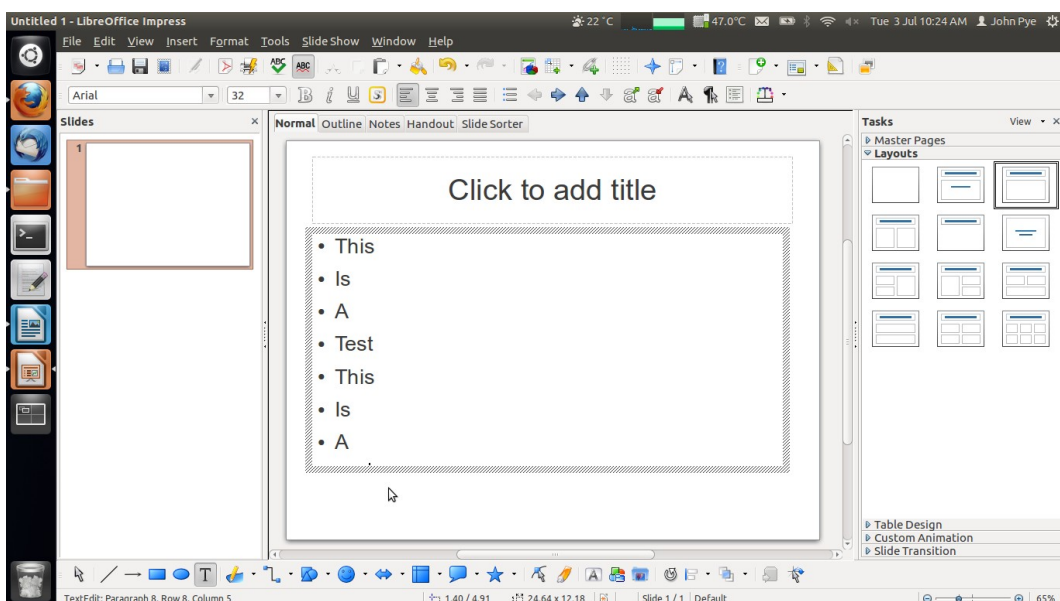 Untitled 1 - LibreOffice Impress 22 °C 47.0°C Tue 3 Jul 10:24 AM John Pye
File Edit View Insert Format Tools Slide Show Window Help
Arial 32
Slides
Normal Outline Notes Handout Slide Sorter
Tasks View
1
Master Pages
Layouts
Click to add title
• This
• Is
• A
• Test
• This
• Is
• A
Table Design
Custom Animation
Slide Transition
TextEdit: Paragraph 8, Row 8, Column 5 1.40 / 4.91 24.64 x 12.18 Slide 1 / 1 Default 65%